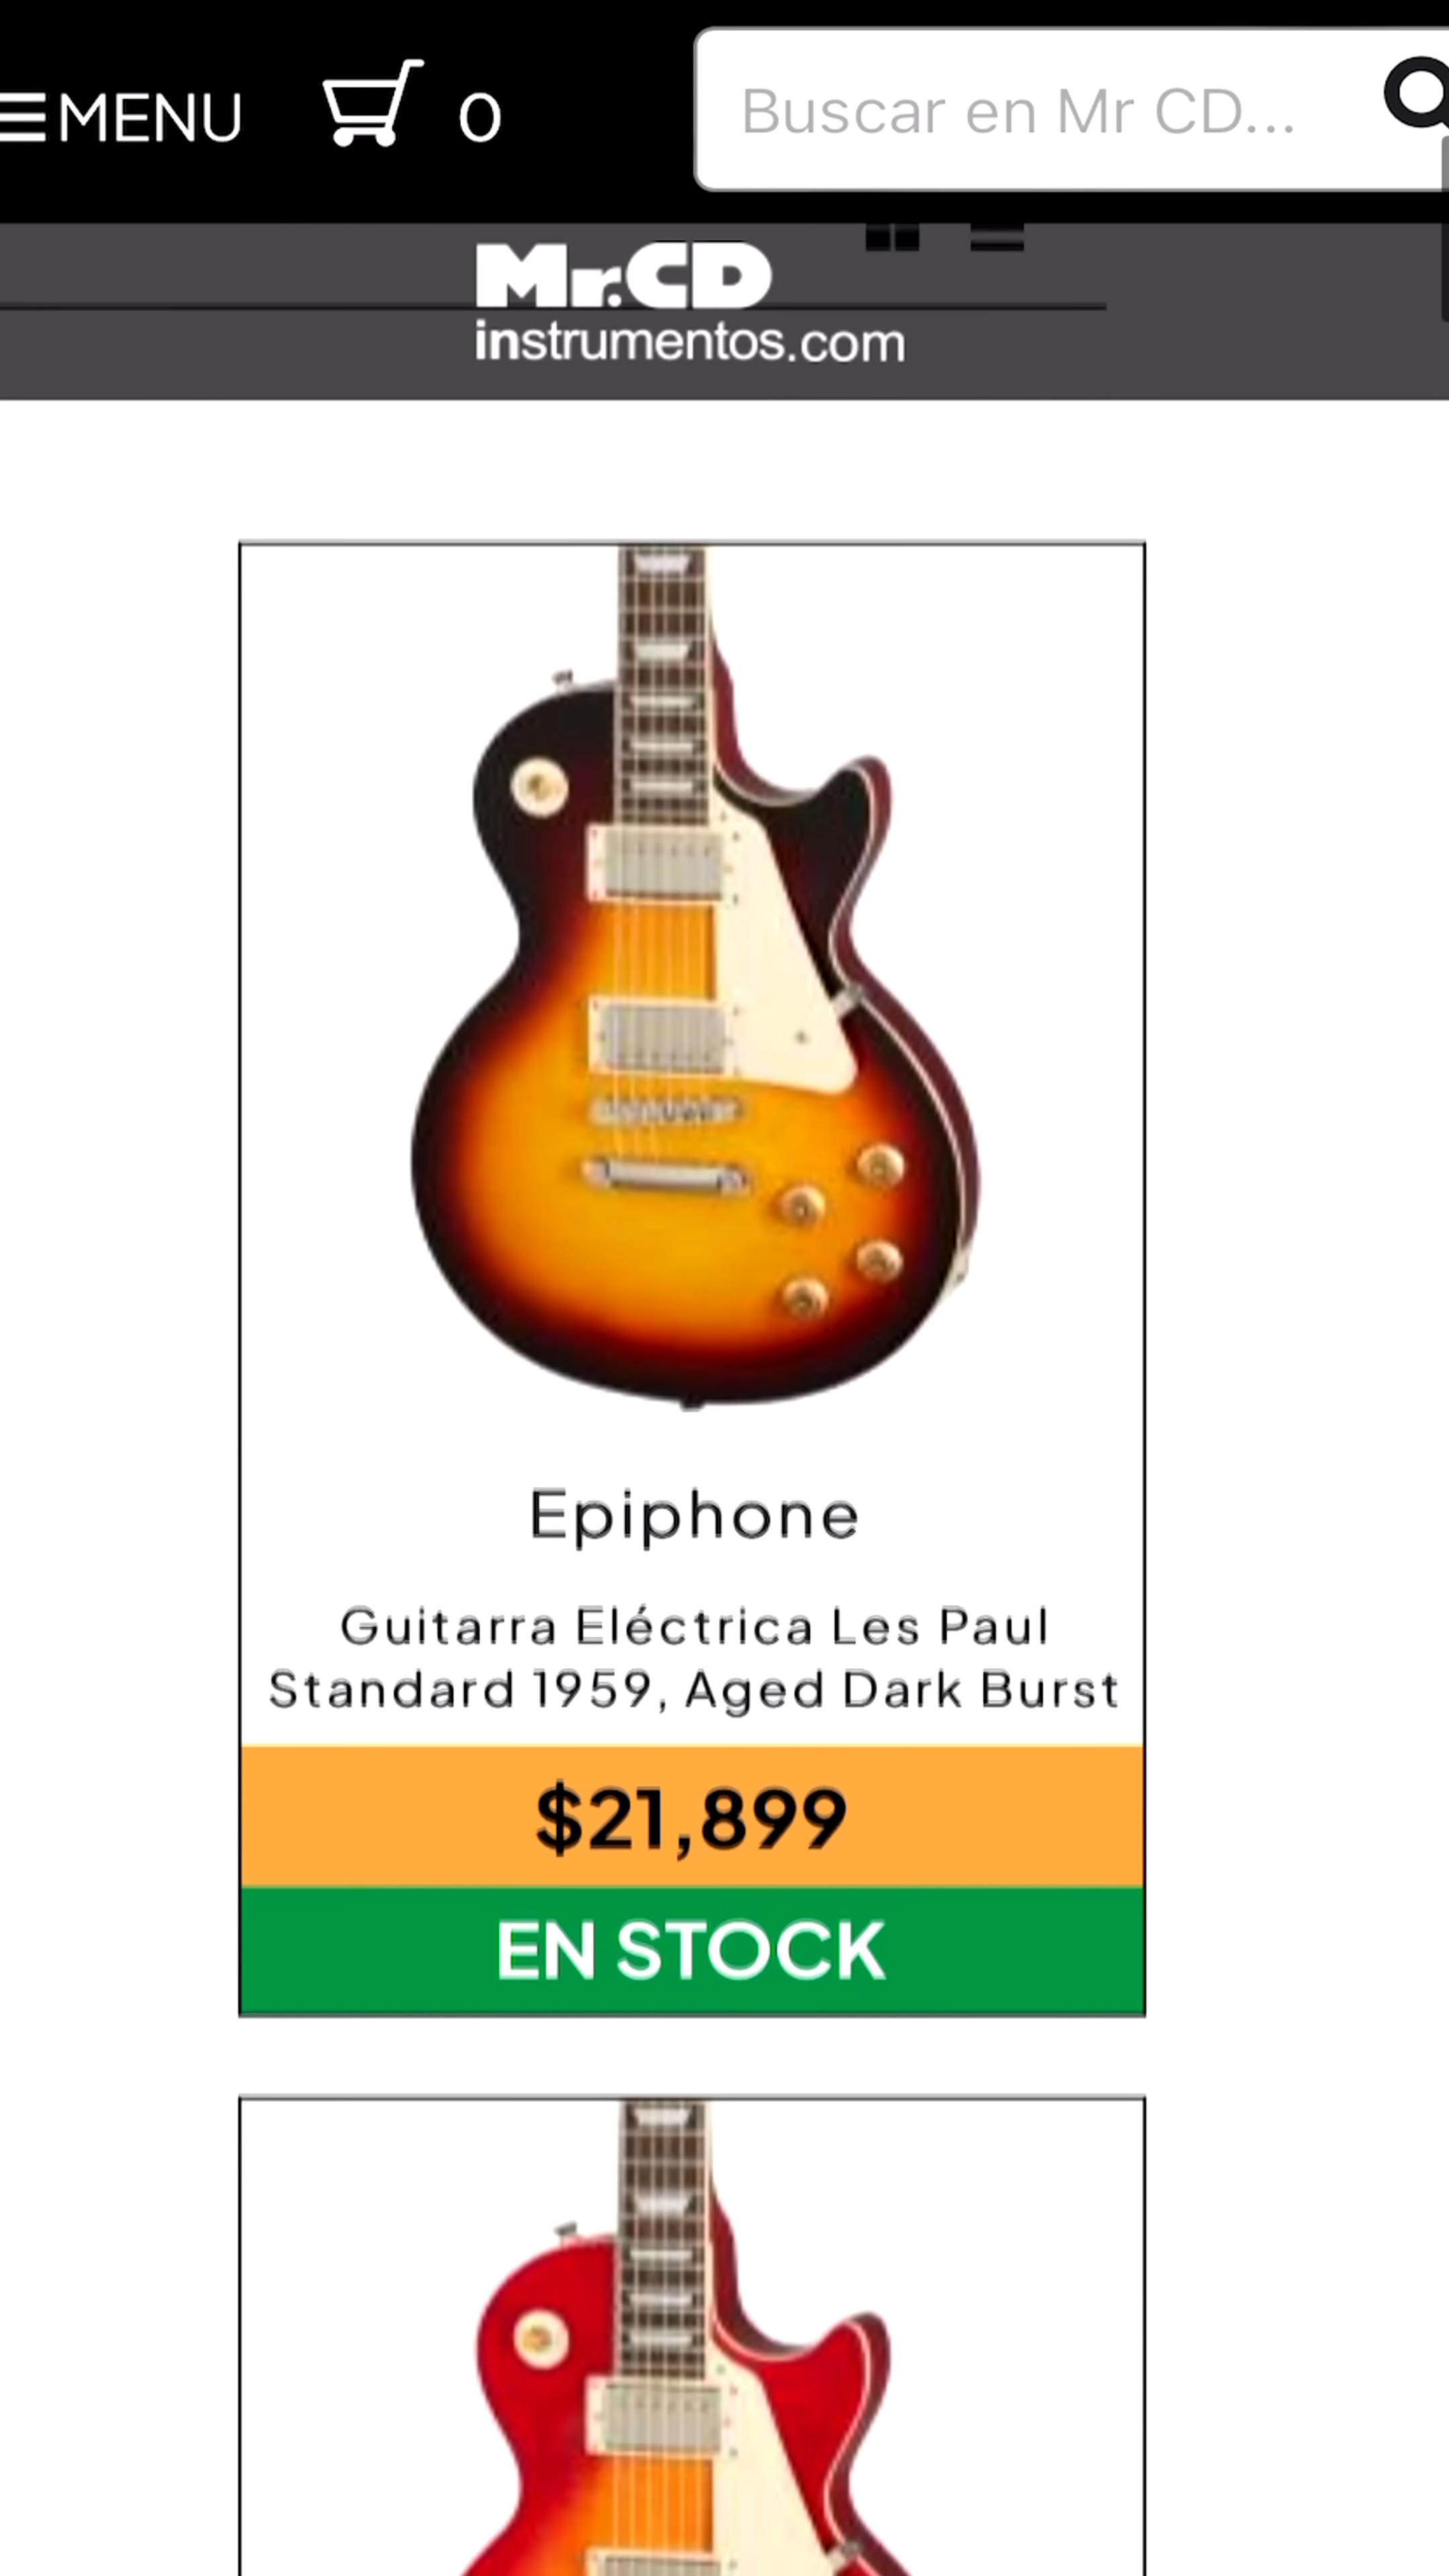 MENU
0
Buscar en Mr CD...
Mr.CD
instrumentos.com
Epiphone
Guitarra Eléctrica Les Paul
Standard 1959, Aged Dark Burst
$21,899
EN STOCK